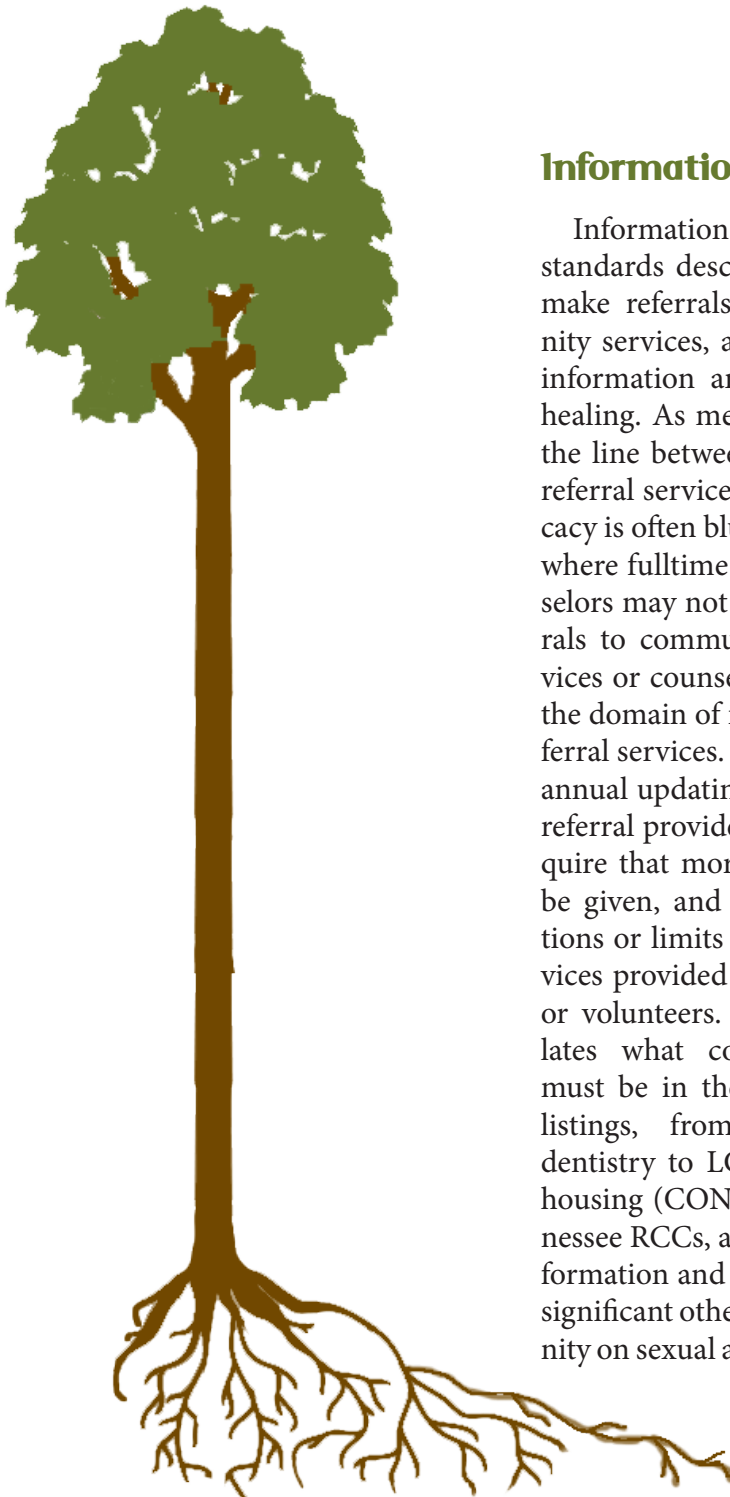 Informatio
Information
standards desc
make referrals
nity services, a
information ar
healing. As me
the line betwee
referral service
cacy is often blu
where fulltime
selors may not
rals to commu
vices or counse
the domain of i
ferral services.
annual updatin
referral provide
quire that mor
be given, and
tions or limits
vices provided
or volunteers.
lates what co
must be in the
listings, from
dentistry to LG
housing (CON
nessee RCCs, a
formation and
significant othe
nity on sexual a